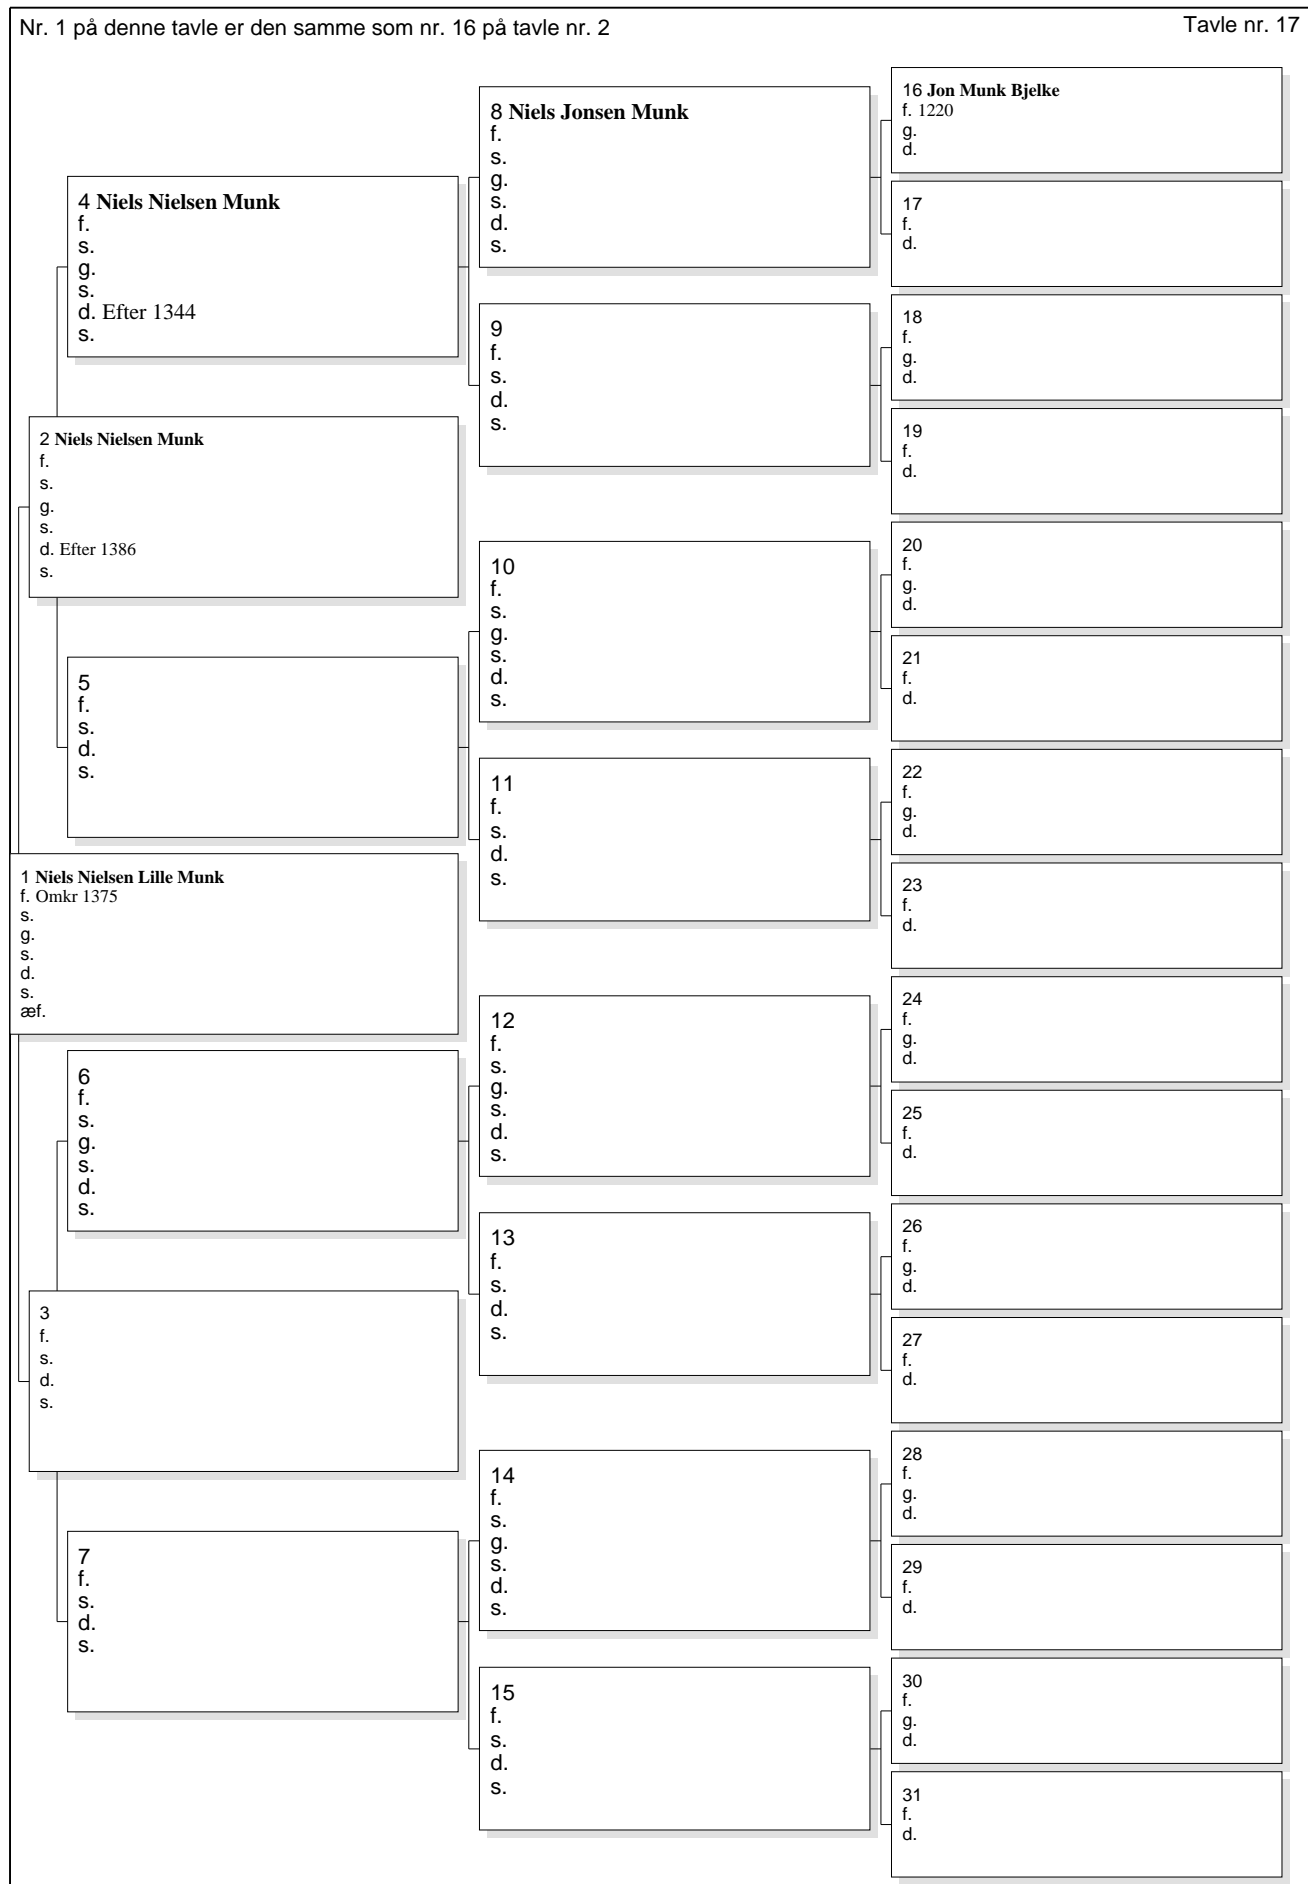 Nr. 1 på denne tavle er den samme som nr. 16 på tavle nr. 2
Tavle nr. 17
1 Niels Nielsen Lille Munk
f. Omkr 1375
s.
g.
s.
d.
s.
æf.
2 Niels Nielsen Munk
f.
s.
g.
s.
d. Efter 1386
s.
3
f.
s.
d.
s.
4 Niels Nielsen Munk
f.
s.
g.
s.
d. Efter 1344
s.
5
f.
s.
d.
s.
6
f.
s.
g.
s.
d.
s.
7
f.
s.
d.
s.
8 Niels Jonsen Munk
f.
s.
g.
s.
d.
s.
9
f.
s.
d.
s.
10
f.
s.
g.
s.
d.
s.
11
f.
s.
d.
s.
12
f.
s.
g.
s.
d.
s.
13
f.
s.
d.
s.
14
f.
s.
g.
s.
d.
s.
15
f.
s.
d.
s.
16 Jon Munk Bjelke
f. 1220
g.
d.
17
f.
d.
18
f.
g.
d.
19
f.
d.
20
f.
g.
d.
21
f.
d.
22
f.
g.
d.
23
f.
d.
24
f.
g.
d.
25
f.
d.
26
f.
g.
d.
27
f.
d.
28
f.
g.
d.
29
f.
d.
30
f.
g.
d.
31
f.
d.